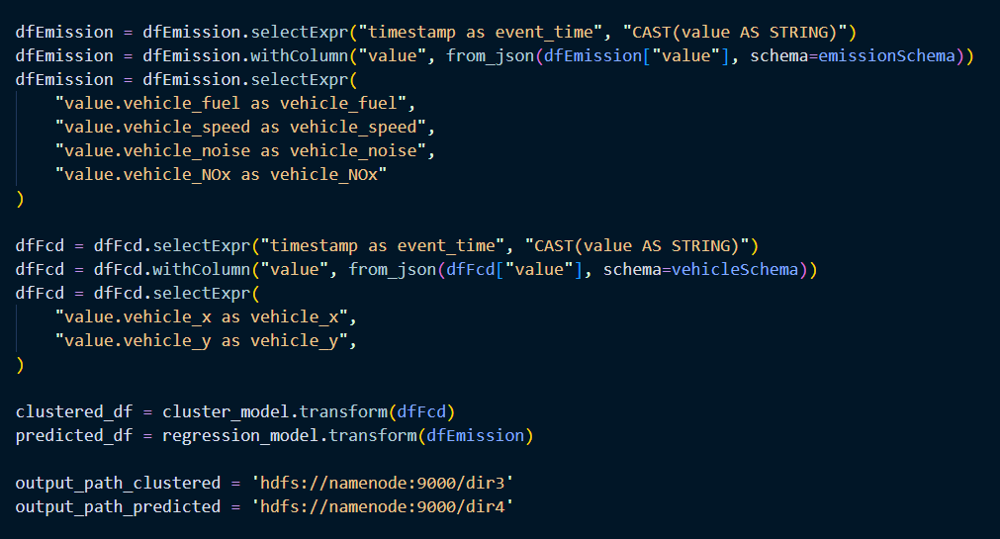 dfEmission = dfEmission.selectExpr("timestamp as event_time", "CAST(value AS STRING)")
dfEmission = dfEmission.withColumn("value", from_json(dfEmission["value"], schema=emissionSchema))
dfEmission = dfEmission.selectExpr(
    "value.vehicle_fuel as vehicle_fuel",
    "value.vehicle_speed as vehicle_speed",
    "value.vehicle_noise as vehicle_noise",
    "value.vehicle_NOx as vehicle_NOx"
)
dfFcd = dfFcd.selectExpr("timestamp as event_time", "CAST(value AS STRING)")
dfFcd = dfFcd.withColumn("value", from_json(dfFcd["value"], schema=vehicleSchema))
dfFcd = dfFcd.selectExpr(
    "value.vehicle_x as vehicle_x",
    "value.vehicle_y as vehicle_y",
)
clustered_df = cluster_model.transform(dfFcd)
predicted_df = regression_model.transform(dfEmission)
output_path_clustered = 'hdfs://namenode:9000/dir3'
output_path_predicted = 'hdfs://namenode:9000/dir4'